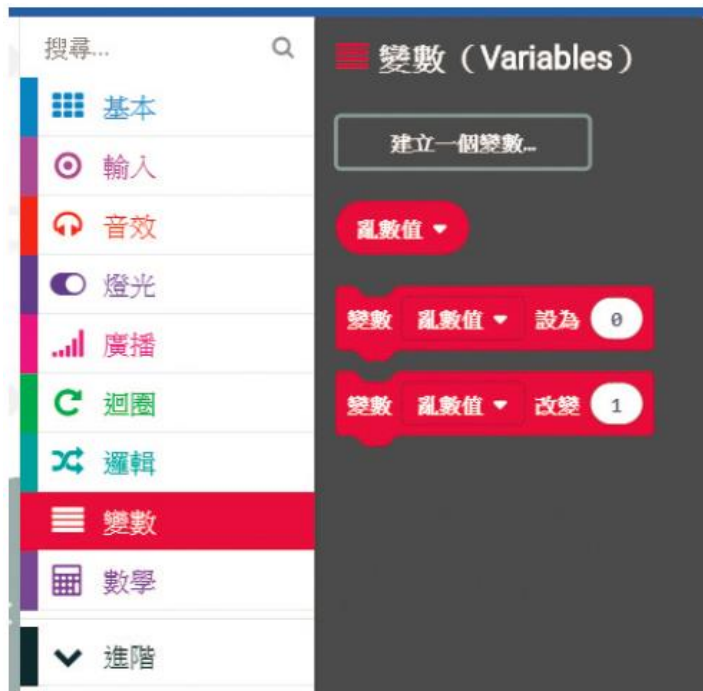 搜尋...
基本
輸入
音效
燈光
廣播
迴圈
邏輯
變數
數學
進階
變數（Variables）
建立一個變數...
亂數值
變數 亂數值 設為 0
變數 亂數值 改變 1